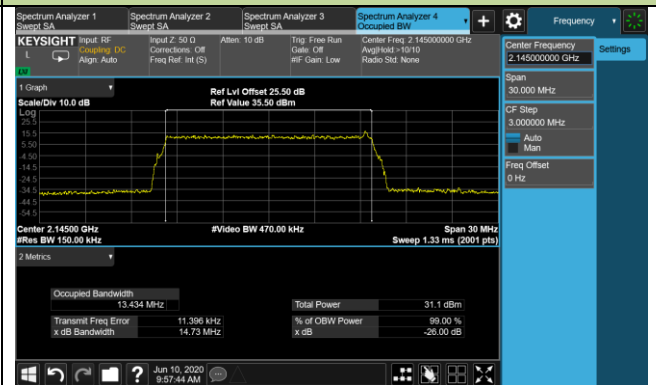 Spectrum Analyzer 1
Swept SA
Spectrum Analyzer 2
Swept SA
Spectrum Analyzer 3
Swept SA
Spectrum Analyzer 4
Occupied BW
+
Frequency
KEYSIGHT
L
Input: RF
Coupling: DC
Align: Auto
Input Z: 50 Ω
Corrections: Off
Freq Ref: Int (S)
Atten: 10 dB
Trig: Free Run
Gate: Off
#IF Gain: Low
Center Freq: 2.145000000 GHz
Avg|Hold:>10/10
Radio Std: None
Center Frequency
2.145000000 GHz
Settings
Span
30.000 MHz
CF Step
3.000000 MHz
Auto
Man
Freq Offset
0 Hz
1 Graph
Scale/Div 10.0 dB
Ref Lvl Offset 25.50 dB
Ref Value 35.50 dBm
Log
25.5
15.5
5.50
-4.50
-14.5
-24.5
-34.5
-44.5
-54.5
Center 2.14500 GHz
#Res BW 150.00 kHz
#Video BW 470.00 kHz
Span 30 MHz
Sweep 1.33 ms (2001 pts)
2 Metrics
Occupied Bandwidth
13.434 MHz
Total Power 31.1 dBm
Transmit Freq Error 11.396 kHz
% of OBW Power 99.00 %
x dB Bandwidth 14.73 MHz
x dB -26.00 dB
?
Jun 10, 2020
9:57:44 AM